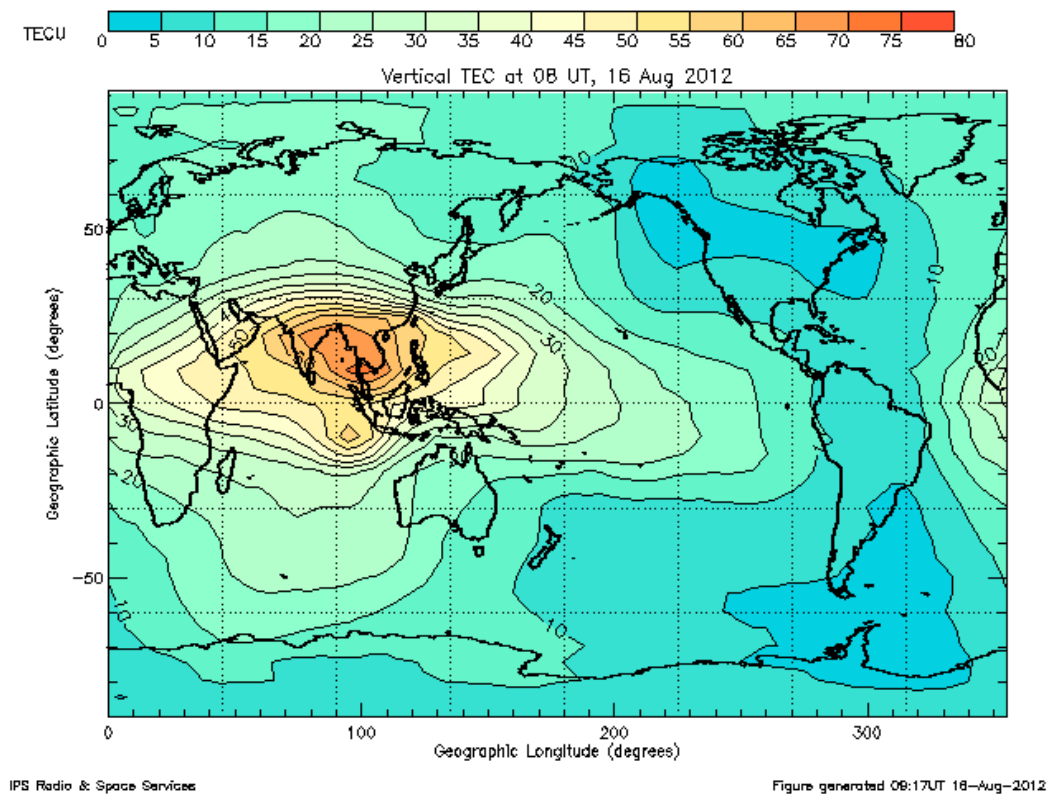 TECU 0 5 10 15 20 25 30 35 40 45 50 55 60 65 70 75 80
Vertical TEC at 08 UT, 16 Aug 2012
Geographic Latitude (degrees)
50
0
-50
10
20
30
50
10
20
30
20
10
10
0 100 200 300
Geographic Longitude (degrees)
IPS Radio & Space Services
Figure generated 09:17UT 16-Aug-2012